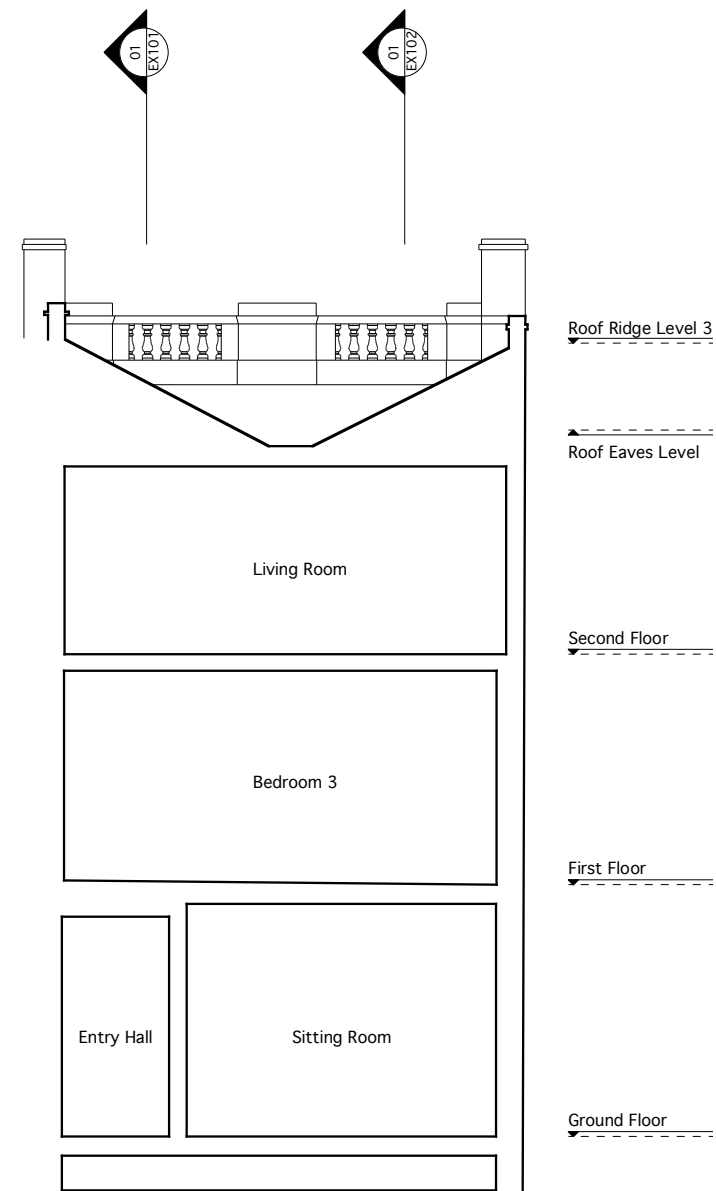 01
EX101
01
EX102
Roof Ridge Level 3
Roof Eaves Level
Living Room
Second Floor
Bedroom 3
First Floor
Entry Hall
Sitting Room
Ground Floor